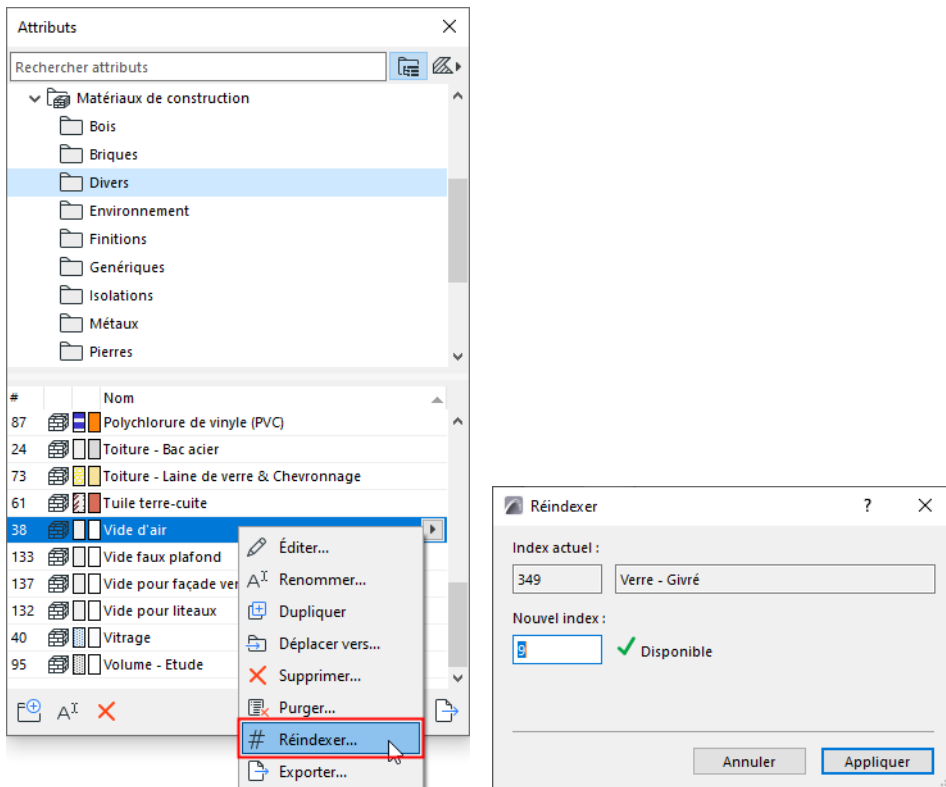 Attributs
Rechercher attributs
Matériaux de construction
Bois
Briques
Divers
Environnement
Finitions
Genériques
Isolations
Métaux
Pierres
# Nom
87 Polychlorure de vinyle (PVC)
24 Toiture - Bac acier
73 Toiture - Laine de verre & Chevronnage
61 Tuile terre-cuite
38 Vide d'air
133 Vide faux plafond
137 Vide pour façade
132 Vide pour liteaux
40 Vitrage
95 Volume - Etude
Éditer...
Renommer...
Dupliquer
Déplacer vers...
Supprimer...
Purger...
# Réindexer...
Exporter...
Réindexer ?
Index actuel :
349 Verre - Givré
Nouvel index :
9 Disponible
Annuler Appliquer